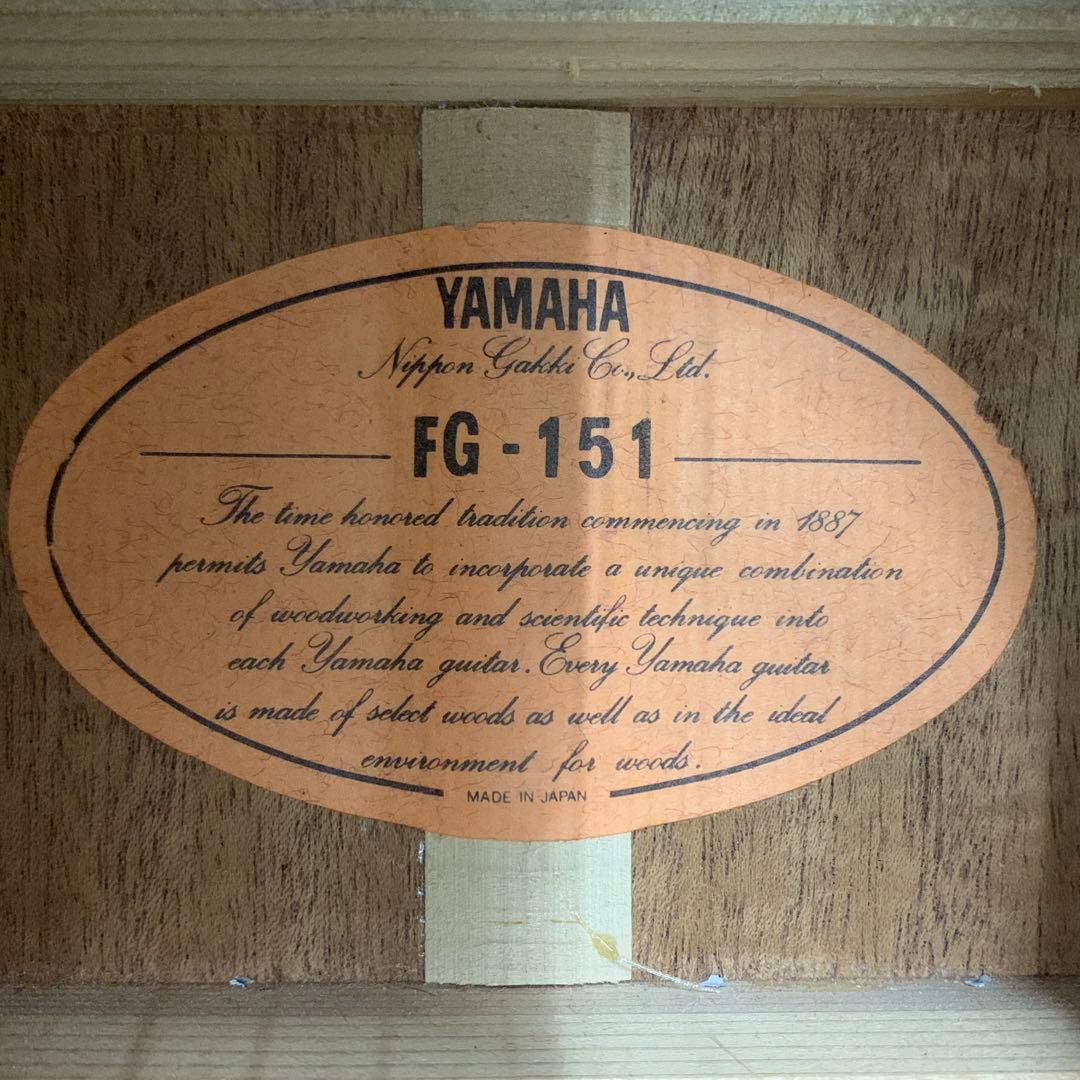 YAMAHA
Nippon Gakki Co., Ltd.
FG-151
The time honored tradition commencing in 1887
permits Yamaha to incorporate a unique combination
of woodworking and scientific technique into
each Yamaha guitar. Every Yamaha guitar
is made of select woods as well as in the ideal
environment for woods.
MADE IN JAPAN